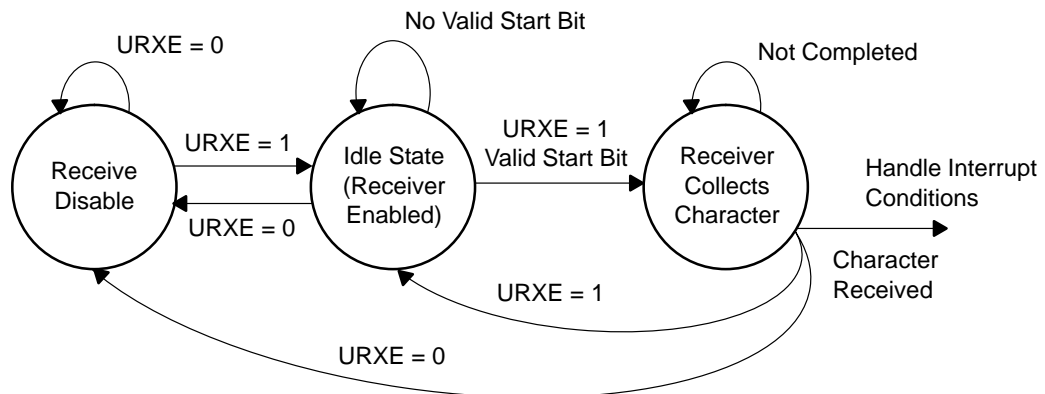 No Valid Start Bit
URXE = 0
Not Completed
URXE = 1
Receive
Disable
URXE = 0
Idle State
(Receiver
Enabled)
URXE = 1
Valid Start Bit
Receiver
Collects
Character
Handle Interrupt
Conditions
Character
Received
URXE = 1
URXE = 0